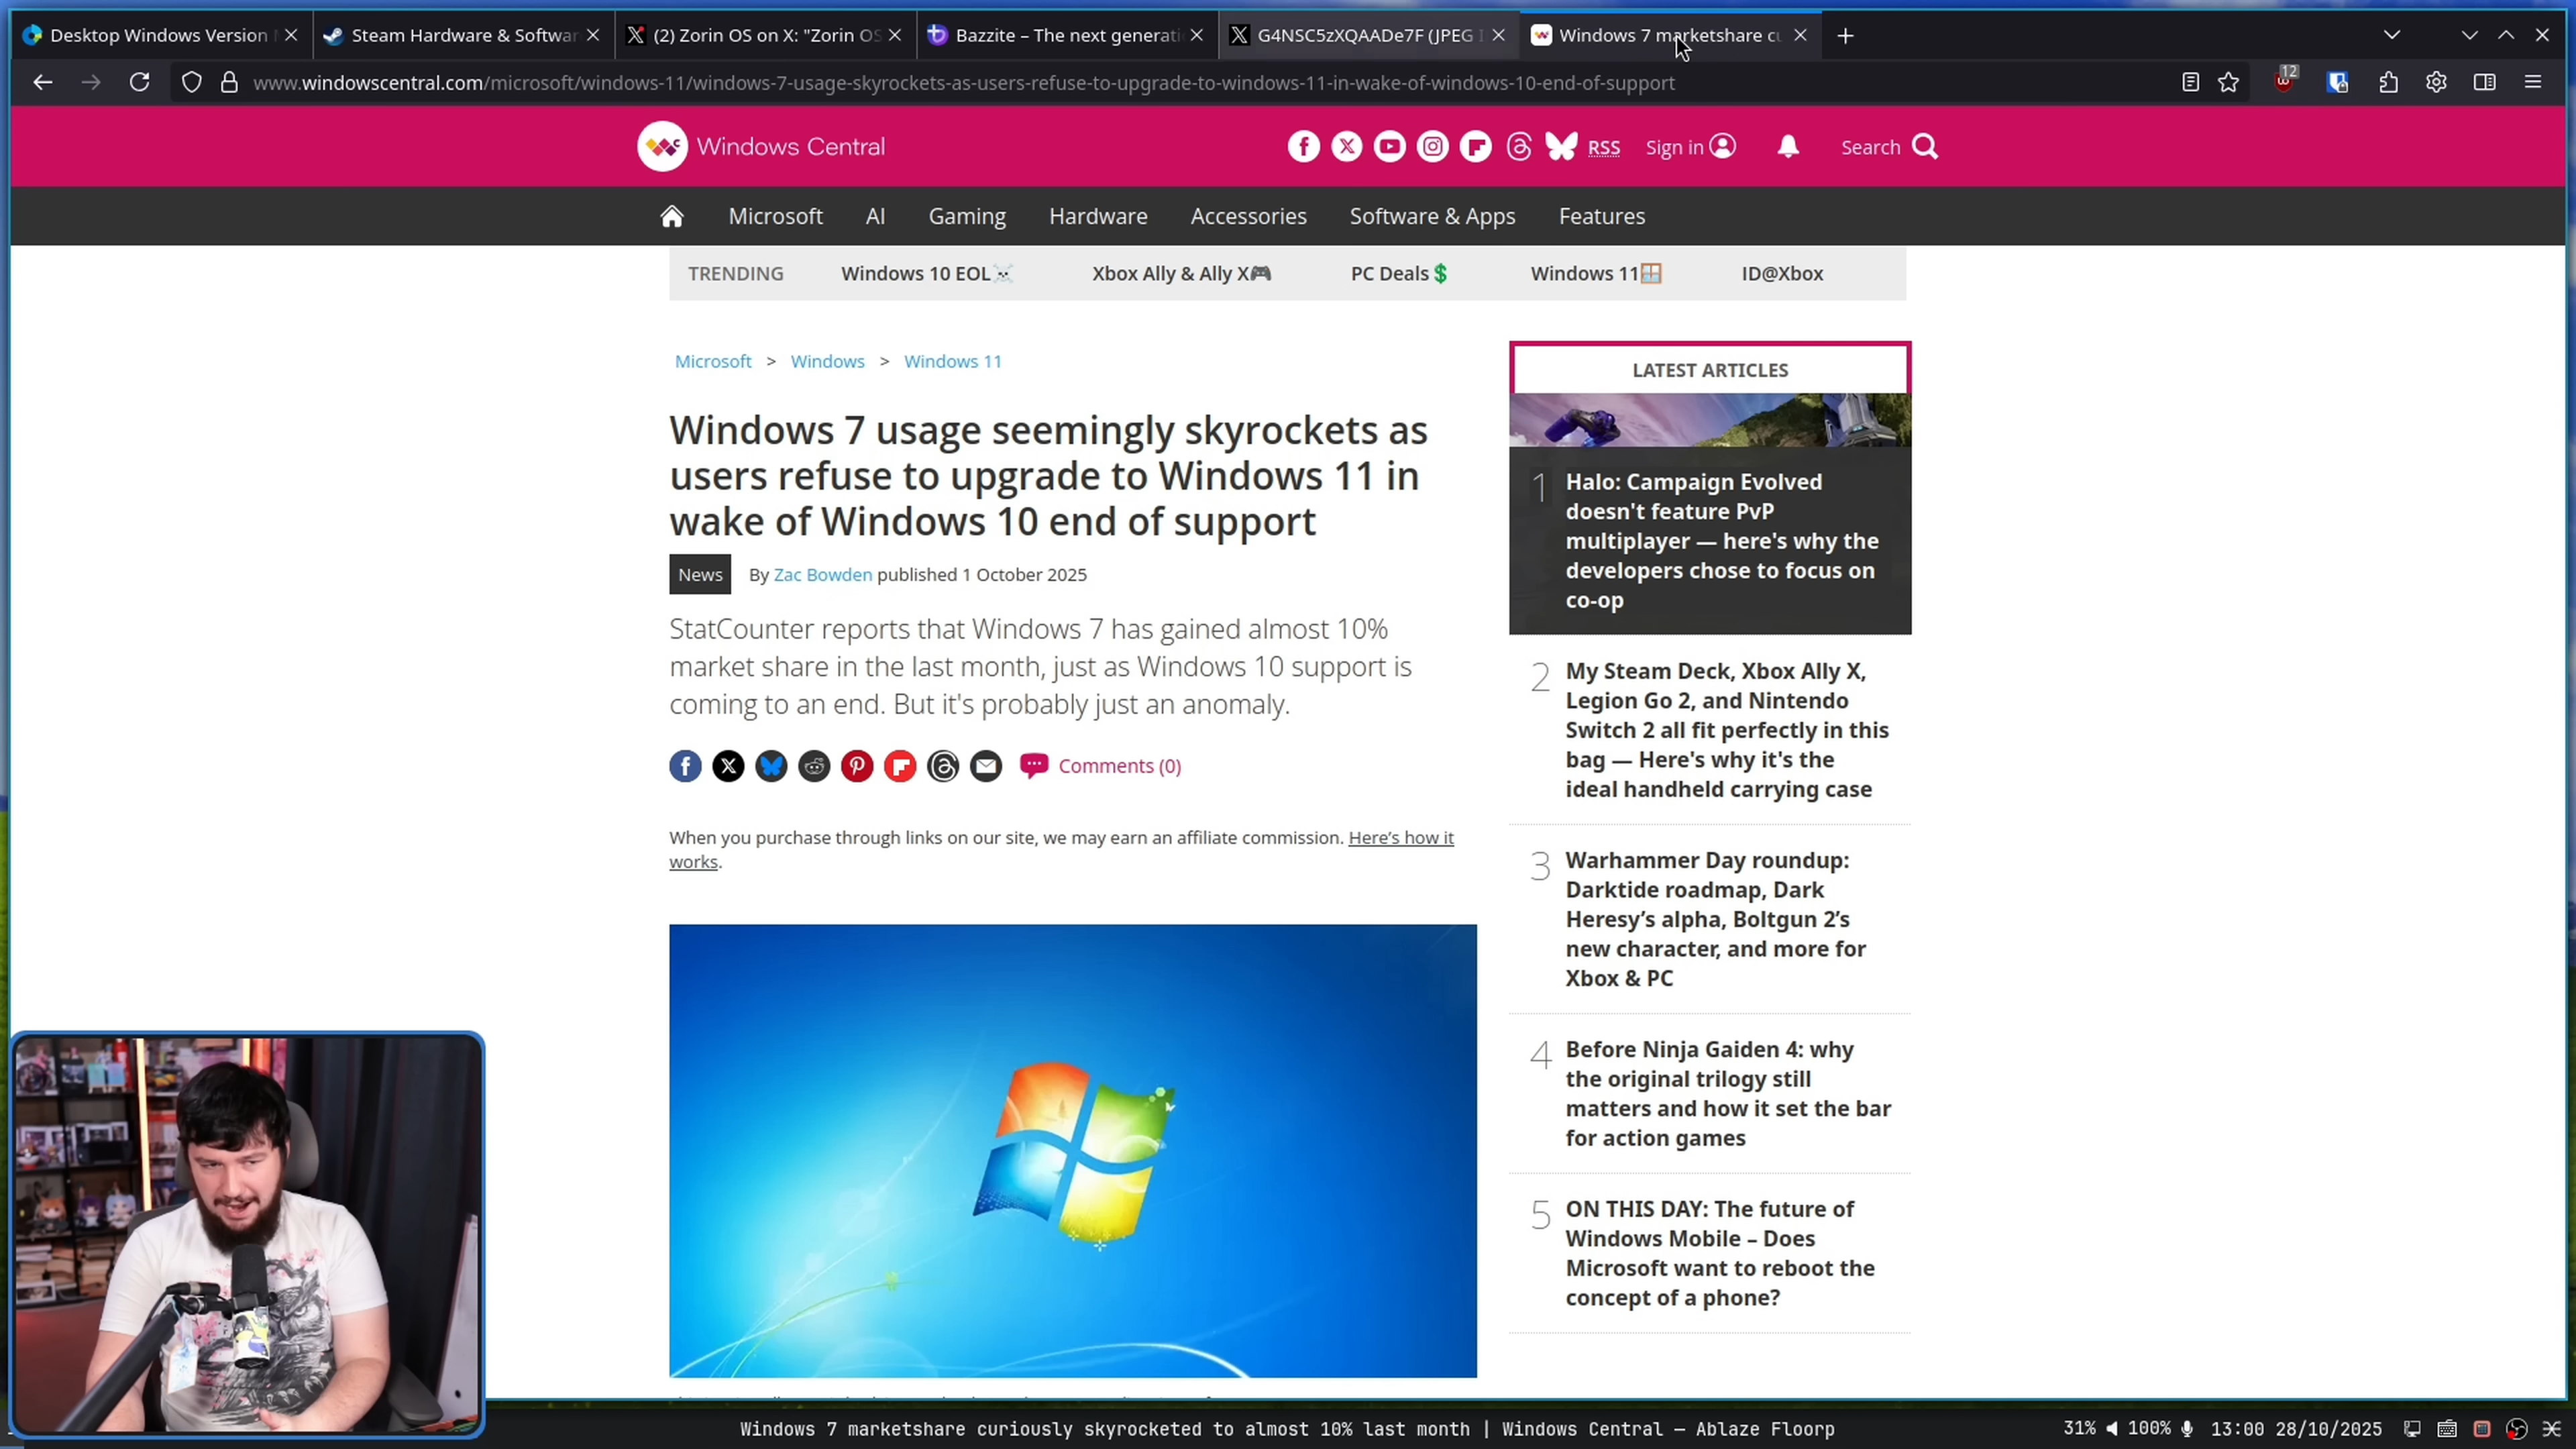 Desktop Windows Version
Steam Hardware & Softwar
(2) Zorin OS on X: "Zorin OS
Bazzite – The next generati
G4NSC5zXQAADe7F (JPEG I
Windows 7 marketshare cu
www.windowscentral.com/microsoft/windows-11/windows-7-usage-skyrockets-as-users-refuse-to-upgrade-to-windows-11-in-wake-of-windows-10-end-of-support
12
Windows Central
RSS
Sign in
Search
Microsoft
AI
Gaming
Hardware
Accessories
Software & Apps
Features
TRENDING
Windows 10 EOL☠️
Xbox Ally & Ally X🎮
PC Deals💲
Windows 11🪟
ID@Xbox
Microsoft > Windows > Windows 11
Windows 7 usage seemingly skyrockets as
users refuse to upgrade to Windows 11 in
wake of Windows 10 end of support
News
By Zac Bowden published 1 October 2025
StatCounter reports that Windows 7 has gained almost 10%
market share in the last month, just as Windows 10 support is
coming to an end. But it's probably just an anomaly.
Comments (0)
When you purchase through links on our site, we may earn an affiliate commission. Here’s how it
works.
LATEST ARTICLES
1
Halo: Campaign Evolved
doesn't feature PvP
multiplayer — here's why the
developers chose to focus on
co-op
2
My Steam Deck, Xbox Ally X,
Legion Go 2, and Nintendo
Switch 2 all fit perfectly in this
bag — Here's why it's the
ideal handheld carrying case
3
Warhammer Day roundup:
Darktide roadmap, Dark
Heresy’s alpha, Boltgun 2’s
new character, and more for
Xbox & PC
4
Before Ninja Gaiden 4: why
the original trilogy still
matters and how it set the bar
for action games
5
ON THIS DAY: The future of
Windows Mobile – Does
Microsoft want to reboot the
concept of a phone?
Windows 7 marketshare curiously skyrocketed to almost 10% last month | Windows Central — Ablaze Floorp
31%
100%
13:00 28/10/2025